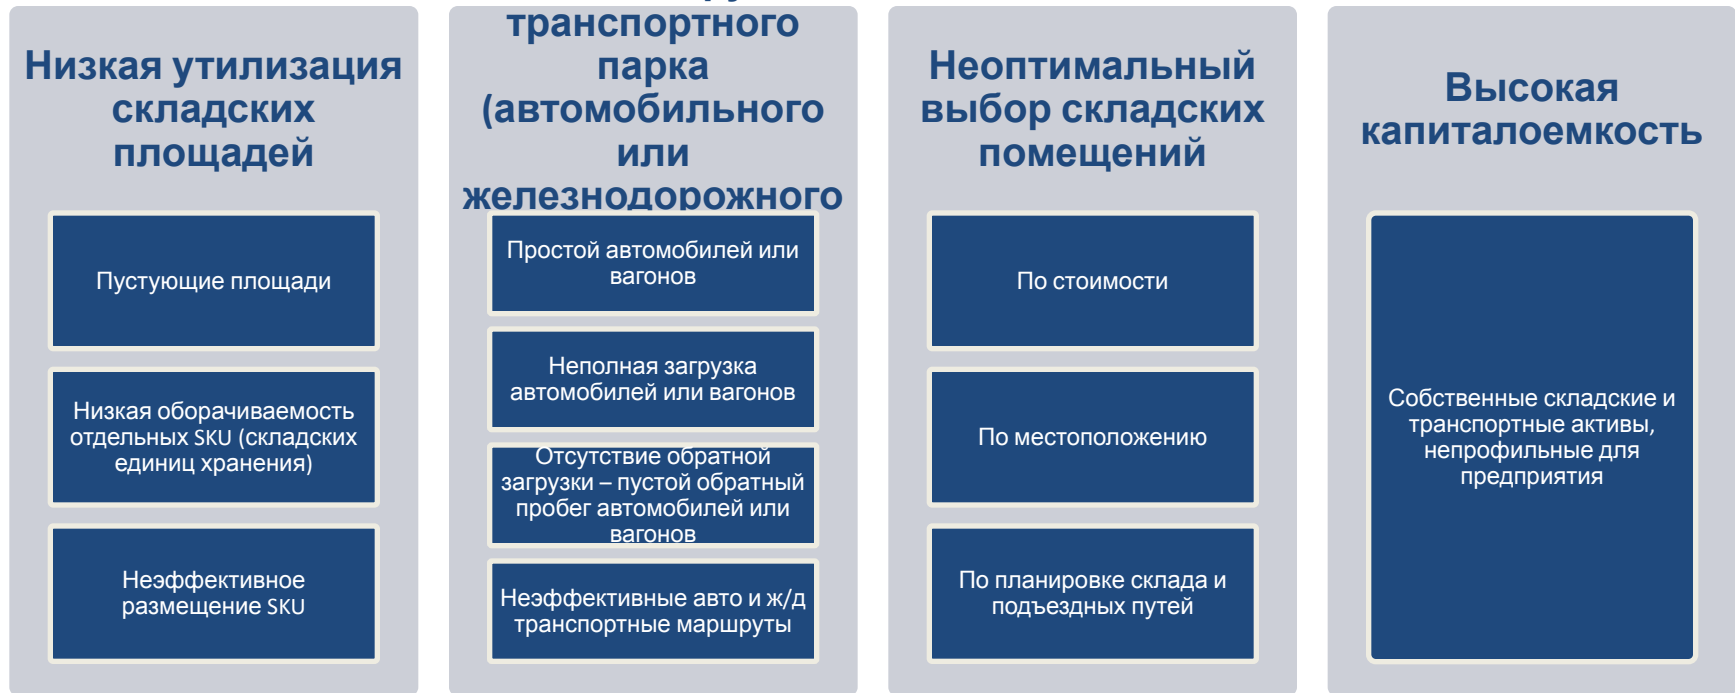 Низкая утилизация
складских
площадей
Пустующие площади
Низкая оборачиваемость
отдельных SKU (складских
единиц хранения)
Неэффективное
размещение SKU
транспортного
парка
(автомобильного
или
железнодорожного
Простой автомобилей или
вагонов
Неполная загрузка
автомобилей или вагонов
Отсутствие обратной
загрузки – пустой обратный
пробег автомобилей или
вагонов
Неэффективные авто и ж/д
транспортные маршруты
Неоптимальный
выбор складских
помещений
По стоимости
По местоположению
По планировке склада и
подъездных путей
Высокая
капиталоемкость
Собственные складские и
транспортные активы,
непрофильные для
предприятия